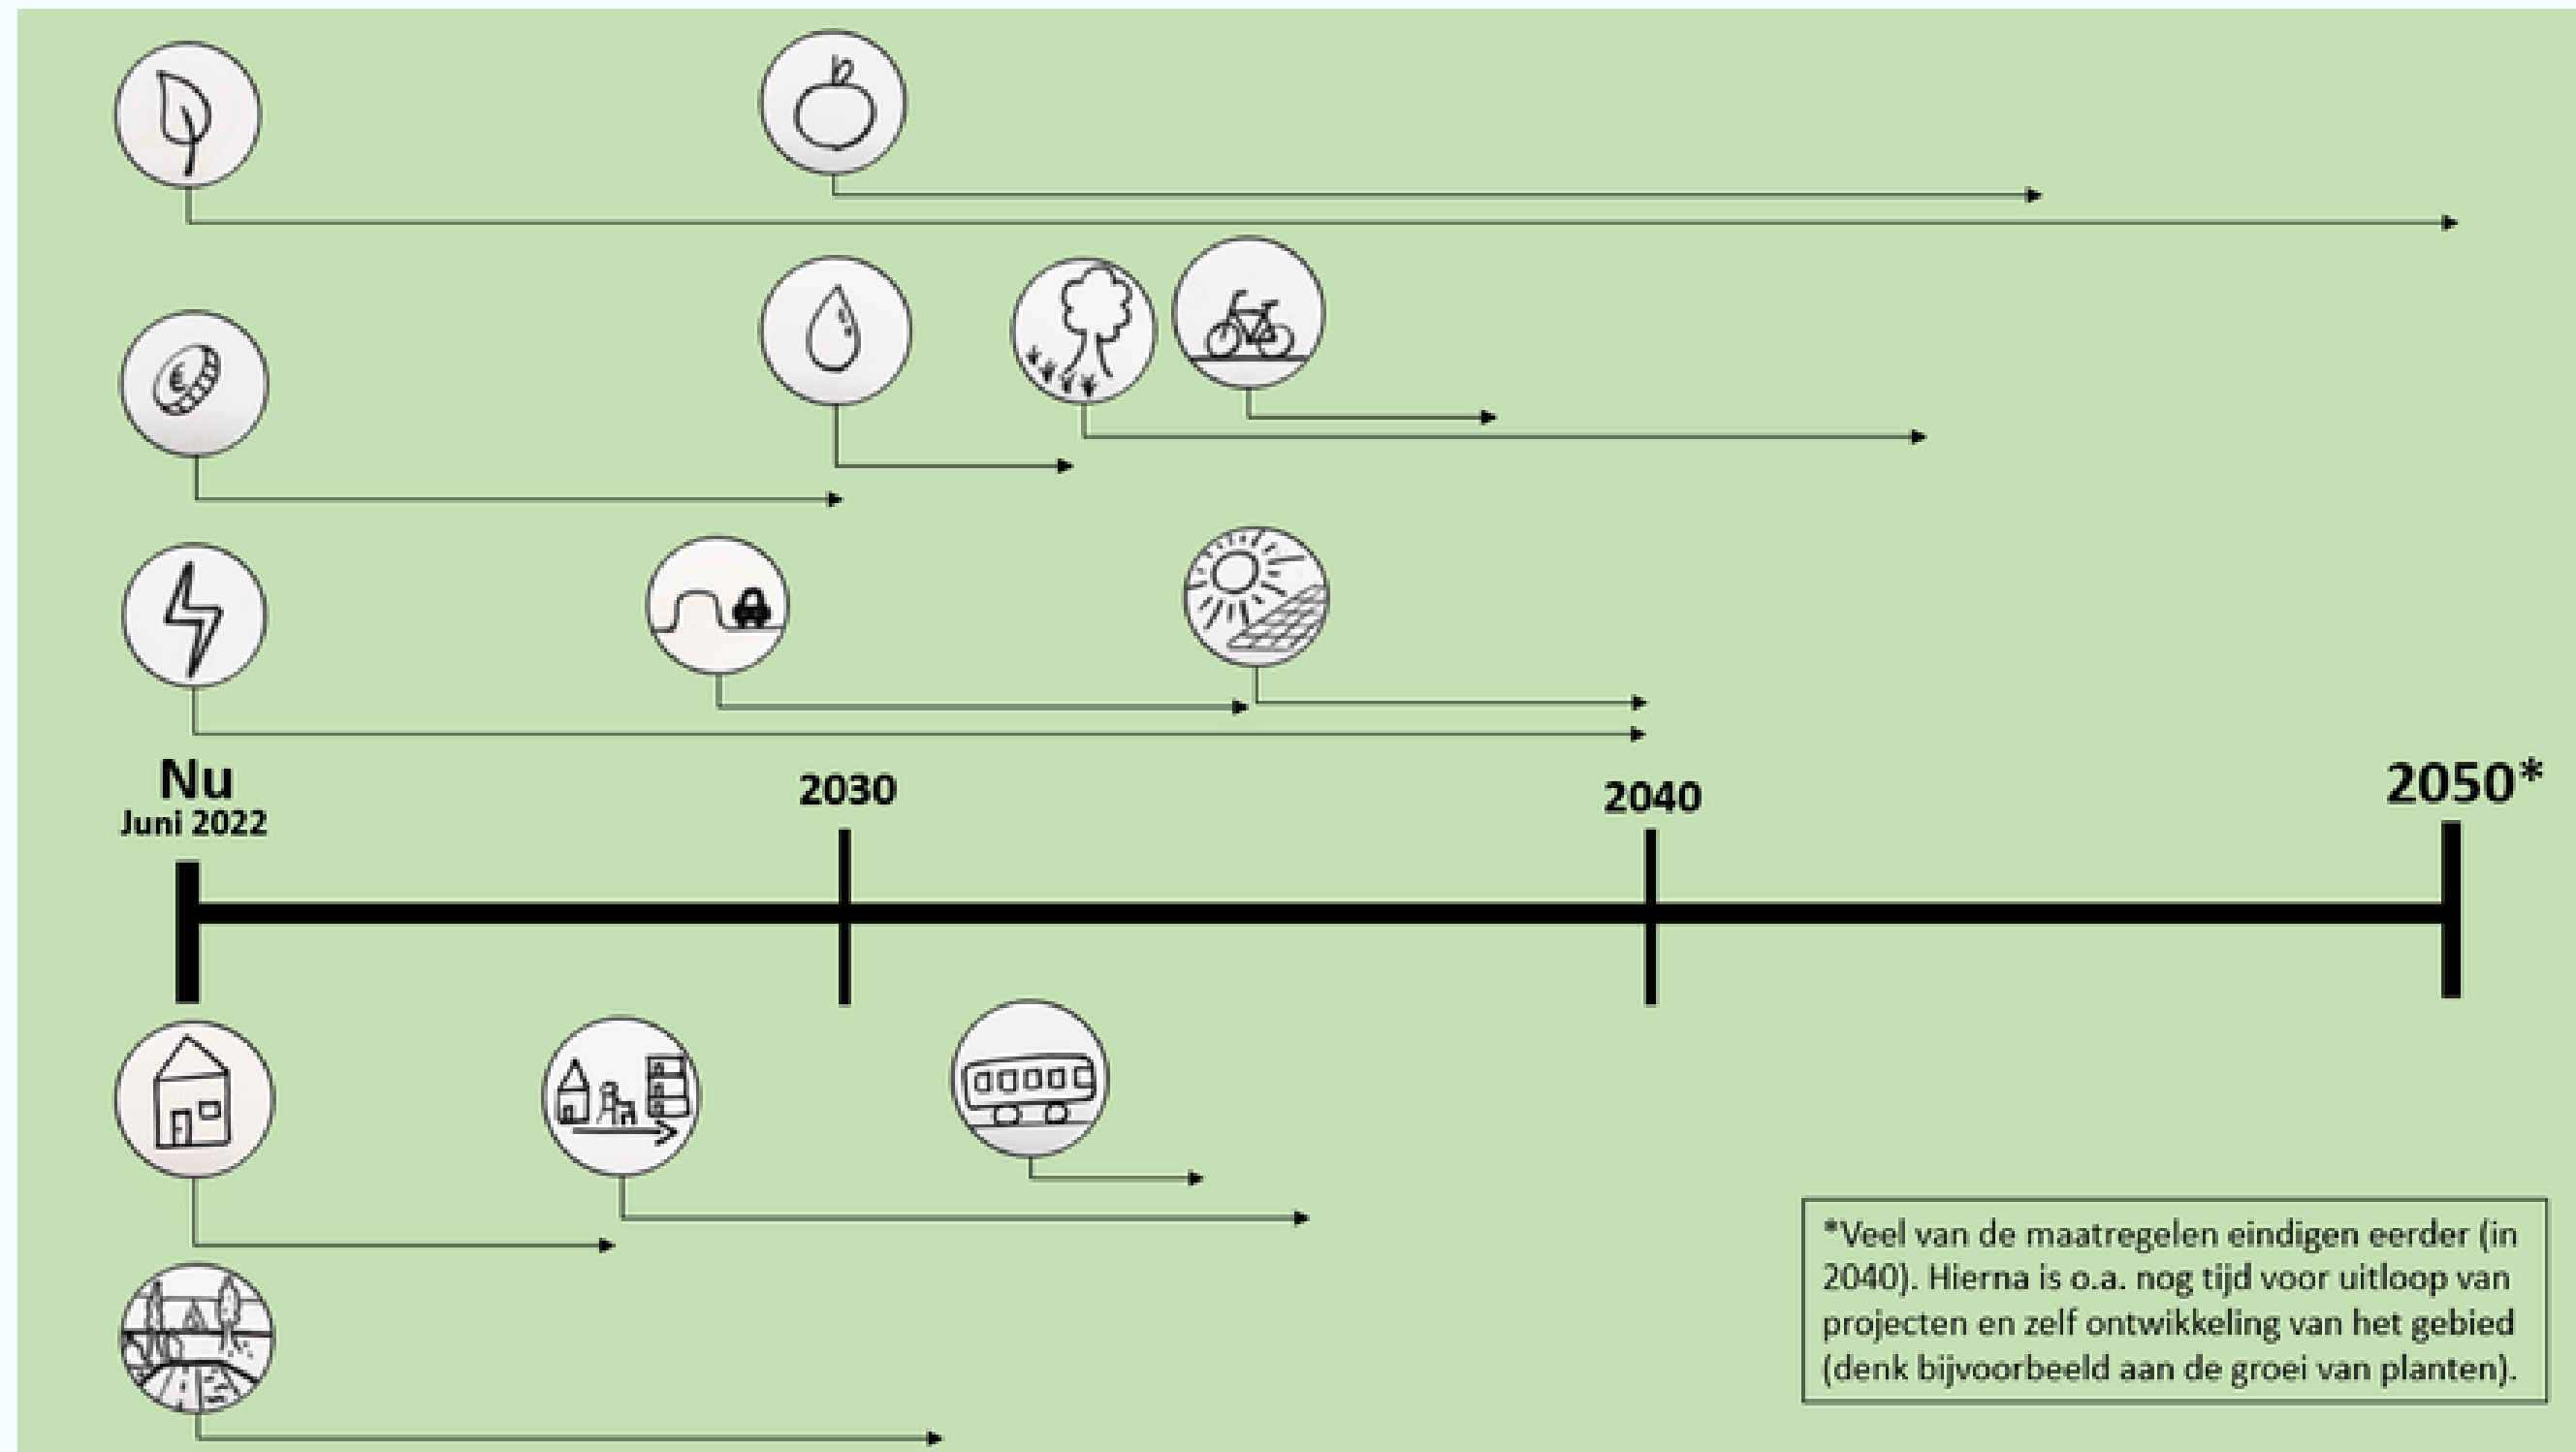 Nu
Juni 2022
2030
2040
2050*
*Veel van de maatregelen eindigen eerder (in
2040). Hierna is o.a. nog tijd voor uitloop van
projecten en zelf ontwikkeling van het gebied
(denk bijvoorbeeld aan de groei van planten).